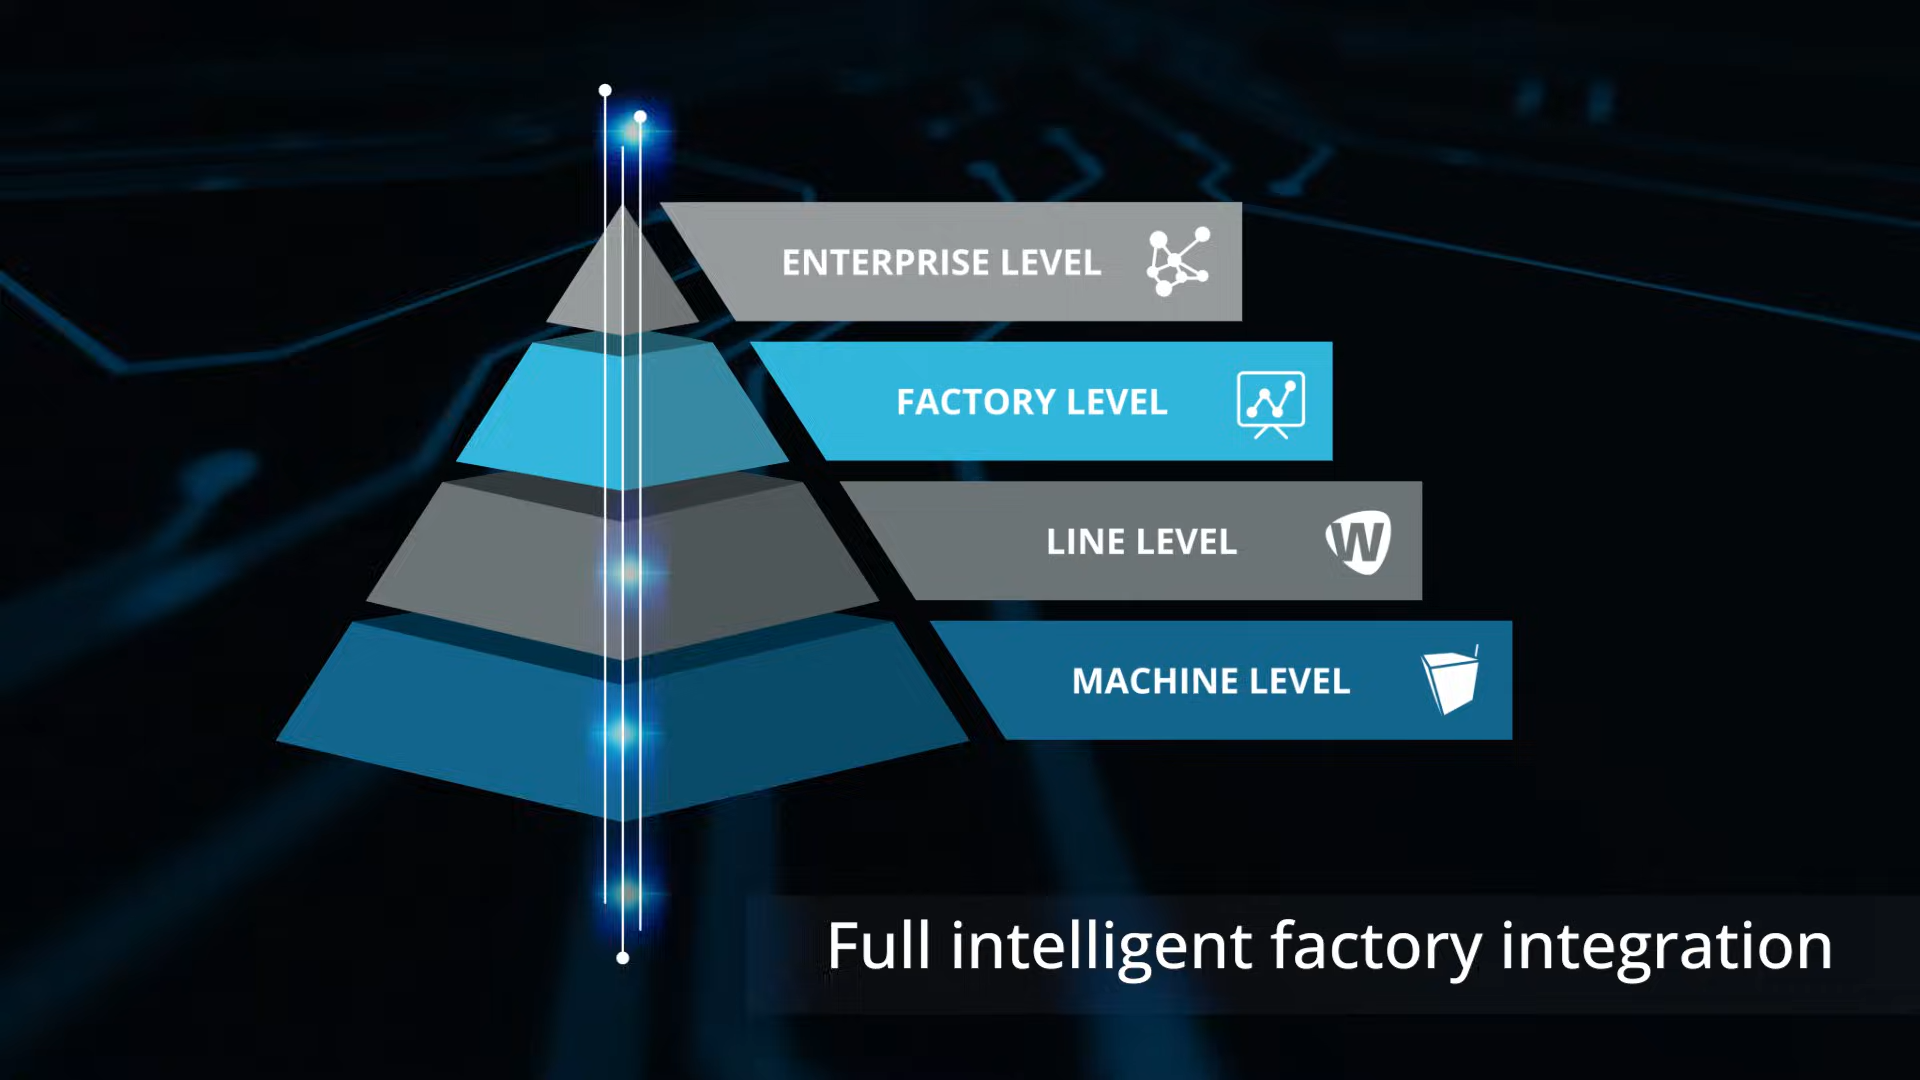 ENTERPRISE LEVEL
FACTORY LEVEL
LINE LEVEL
W
MACHINE LEVEL
Full intelligent factory integration